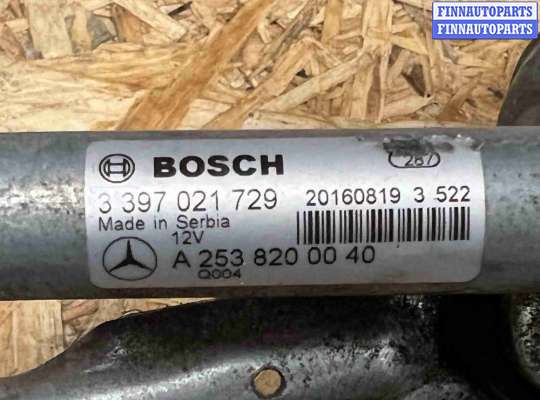 FINNAUTOPARTS
FINNAUTOPARTS
BOSCH
287
3 397 021 729
20160819 3 522
Made in Serbia
12V
A 253 820 00 40
Q004